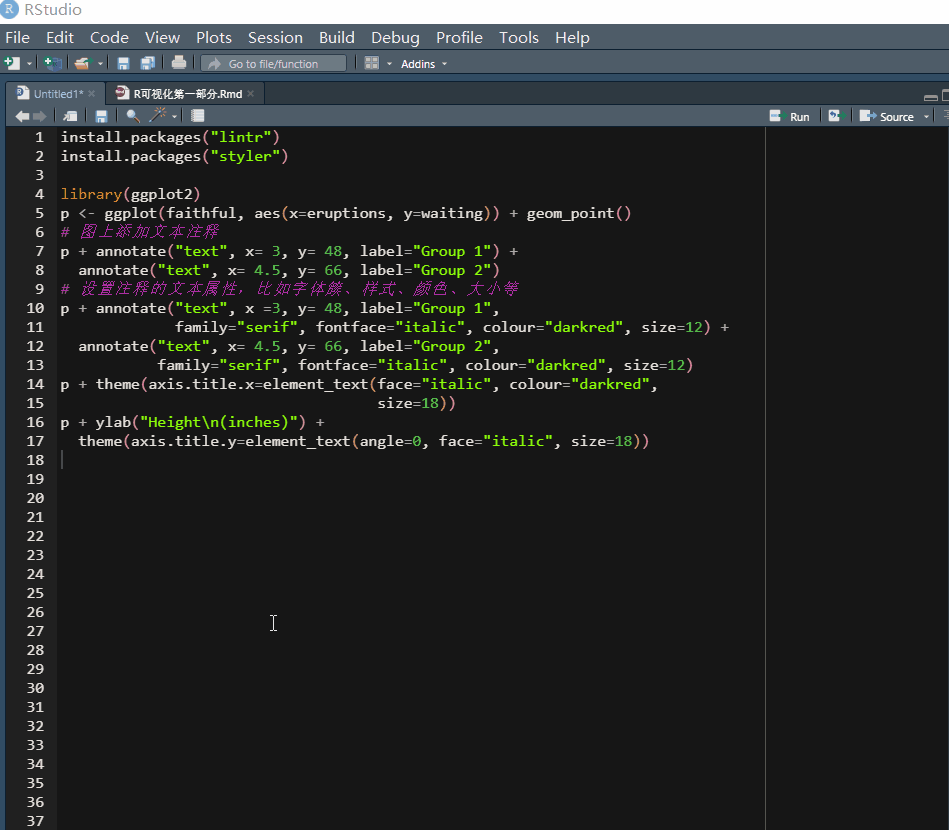 RStudio
File Edit Code View Plots Session Build Debug Profile Tools Help
Go to file/function Addins
Untitled1* × R可视化第一部分.Rmd ×
Run Source
1 install.packages("lintr")
2 install.packages("styler")
3
4 library(ggplot2)
5 p <- ggplot(faithful, aes(x=eruptions, y=waiting)) + geom_point()
6 # 图上添加文本注释
7 p + annotate("text", x= 3, y= 48, label="Group 1") +
8 annotate("text", x= 4.5, y= 66, label="Group 2")
9 # 设置注释的文本属性，比如字体簇、样式、颜色、大小等
10 p + annotate("text", x =3, y= 48, label="Group 1",
11 family="serif", fontface="italic", colour="darkred", size=12) +
12 annotate("text", x= 4.5, y= 66, label="Group 2",
13 family="serif", fontface="italic", colour="darkred", size=12)
14 p + theme(axis.title.x=element_text(face="italic", colour="darkred",
15 size=18))
16 p + ylab("Height\n(inches)") +
17 theme(axis.title.y=element_text(angle=0, face="italic", size=18))
18
19
20
21
22
23
24
25
26
27
28
29
30
31
32
33
34
35
36
37